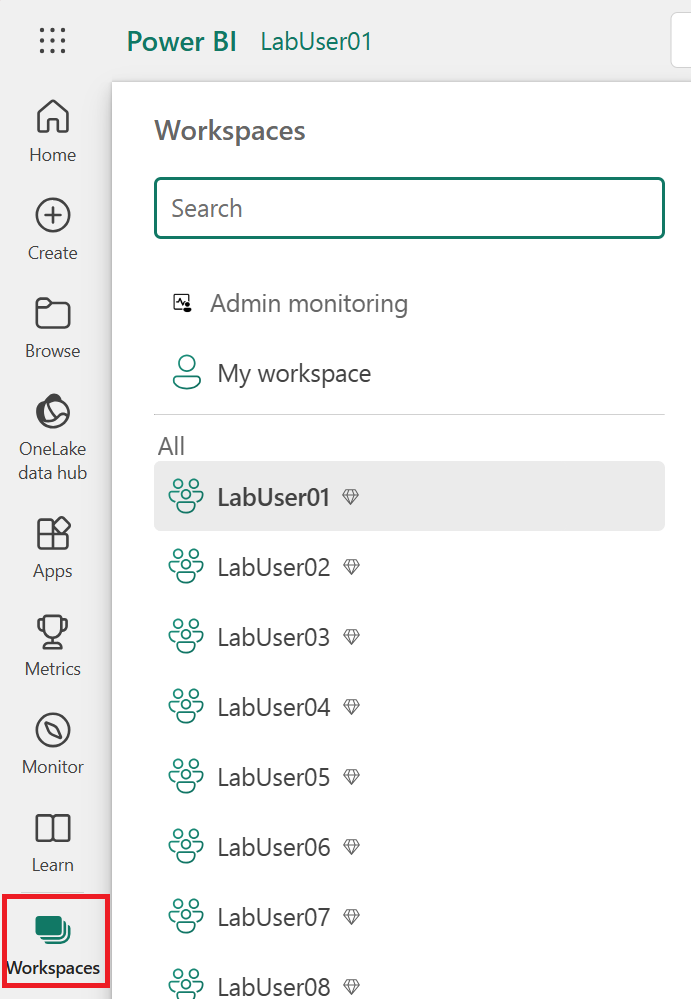 Power BI LabUser01
Home
Create
Browse
OneLake
data hub
Apps
Metrics
Monitor
Learn
Workspaces
Workspaces
Search
Admin monitoring
My workspace
All
LabUser01
LabUser02
LabUser03
LabUser04
LabUser05
LabUser06
LabUser07
LabUser08